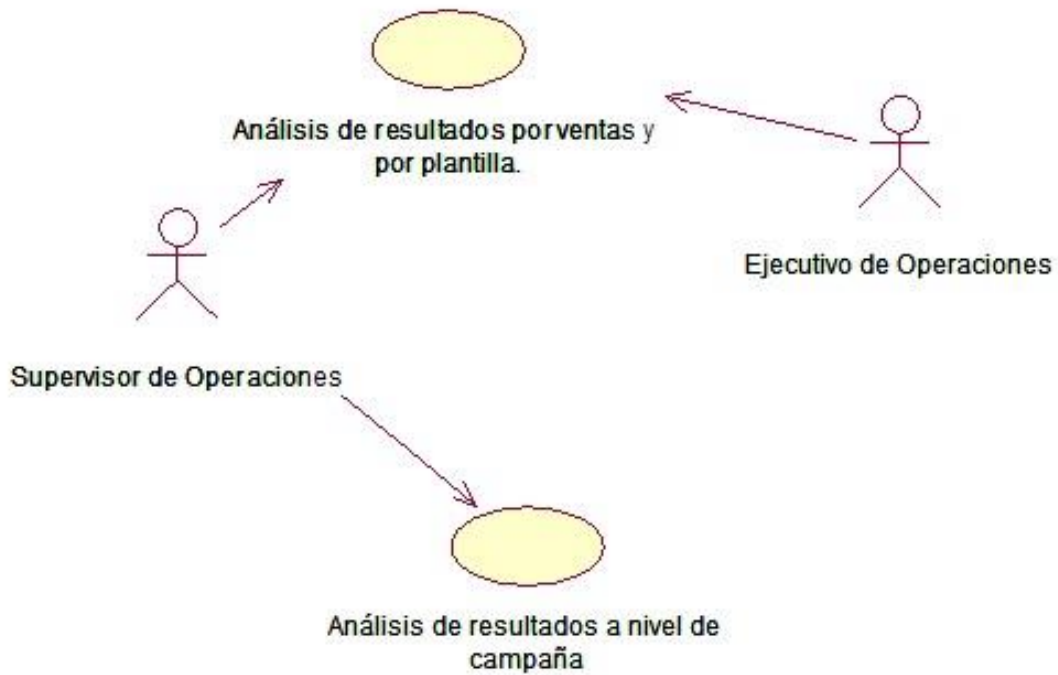 Análisis de resultados porventas y
por plantilla.
Ejecutivo de Operaciones
Supervisor de Operaciones
Análisis de resultados a nivel de
campaña